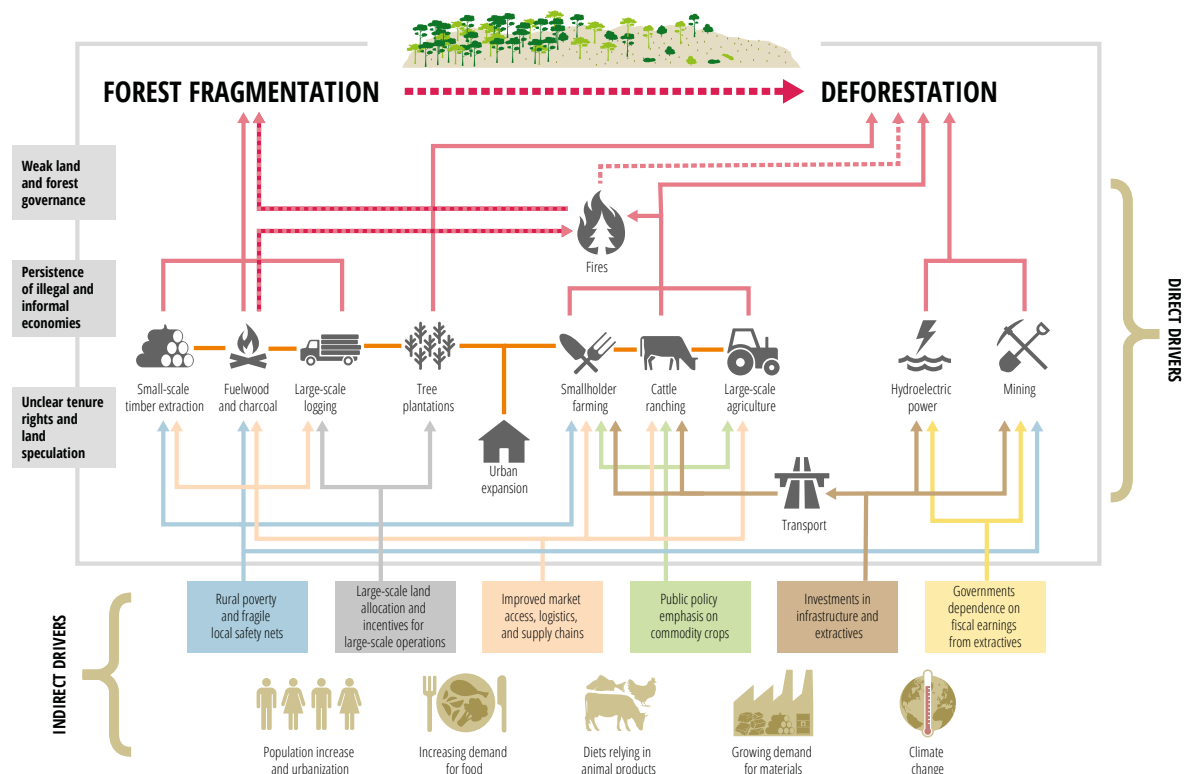 FOREST FRAGMENTATION
DEFORESTATION
Weak land
and forest
governance
Persistence
of illegal and
informal
economies
Unclear tenure
rights and
land
speculation
Fires
Small-scale
timber extraction
Fuelwood
and charcoal
Large-scale
logging
Tree
plantations
Smallholder
farming
Cattle
ranching
Large-scale
agriculture
Hydroelectric
power
Mining
Urban
expansion
Transport
DIRECT DRIVERS
Rural poverty
and fragile
local safety nets
Large-scale land
allocation and
incentives for
large-scale operations
Improved market
access, logistics,
and supply chains
Public policy
emphasis on
commodity crops
Investments in
infrastructure and
extractives
Governments
dependence on
fiscal earnings
from extractives
INDIRECT DRIVERS
Population increase
and urbanization
Increasing demand
for food
Diets relying in
animal products
Growing demand
for materials
Climate
change